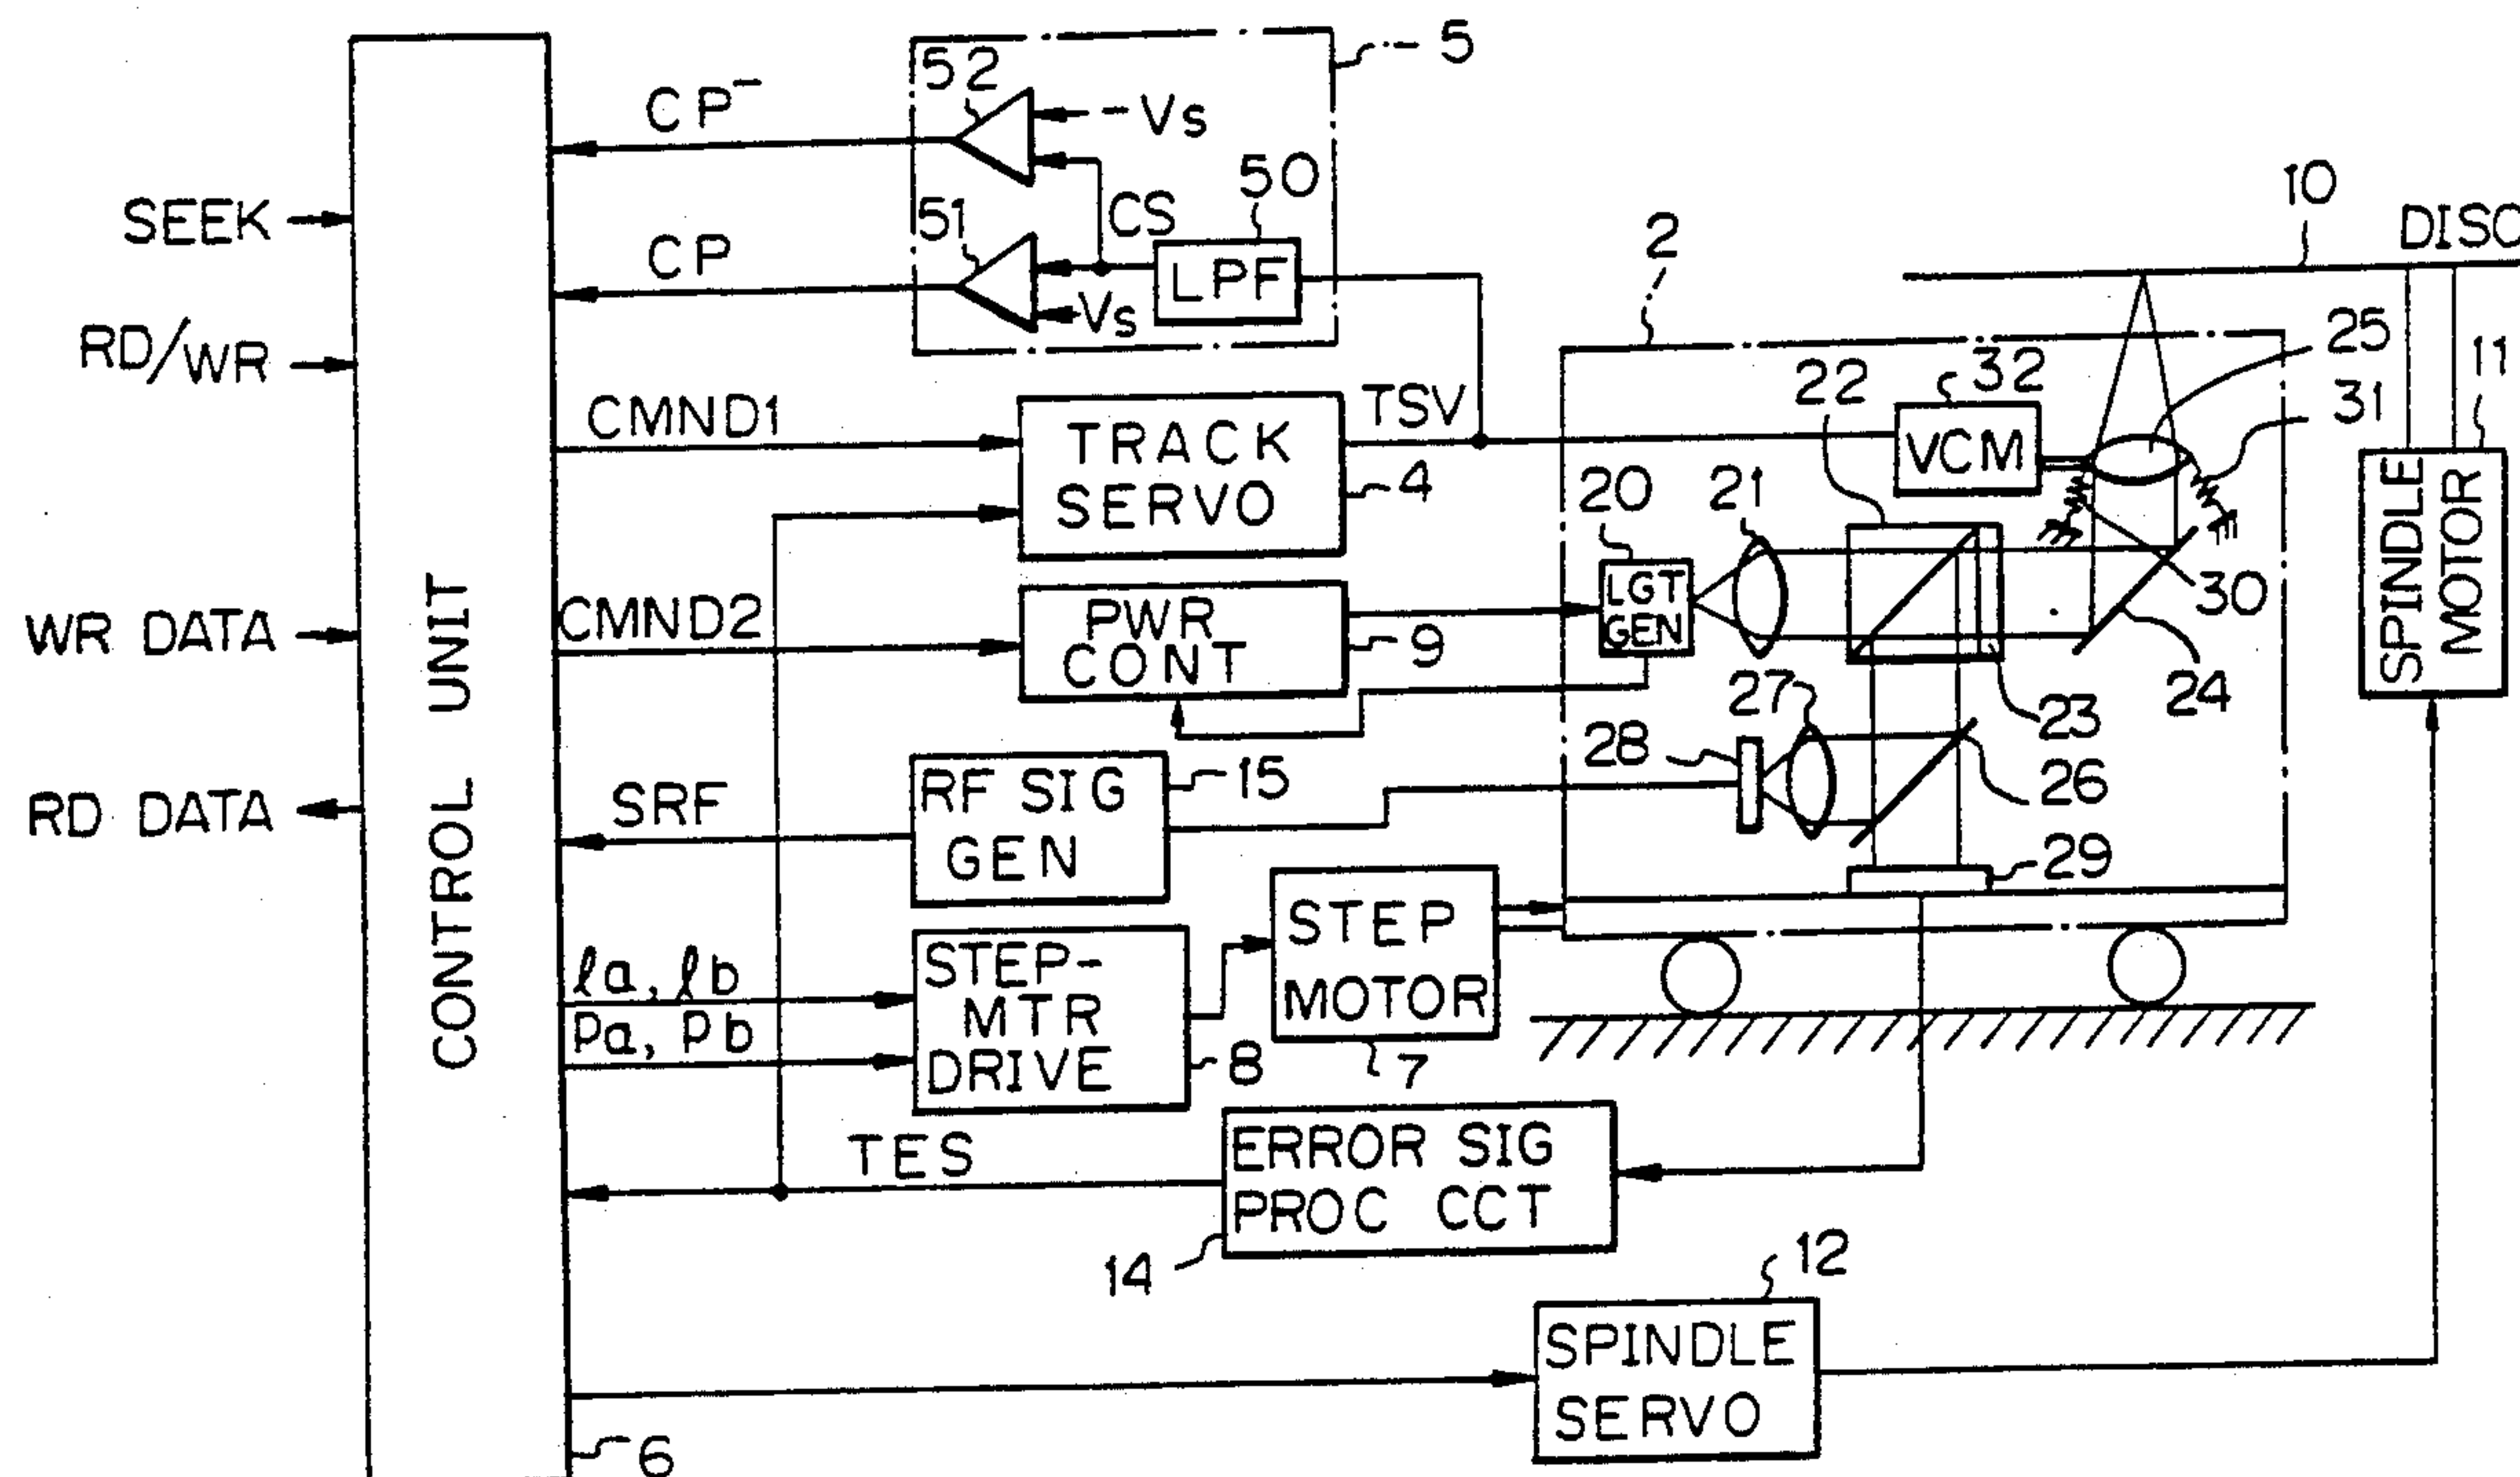 5
52
CP⁻
-Vs
50
10
SEEK
51
CS
2
DISC
CP
LPF
Vs
25
RD/WR
22
32
11
31
CMND1
TSV
TRACK
SERVO
4
VCM
20
21
SPINDLE
MOTOR
LGT
GEN
30
CMND2
PWR
CONT
9
WR DATA
CONTROL UNIT
27
24
23
28
RF SIG
GEN
15
26
RD DATA
SRF
29
STEP
MOTOR
7
ℓa, ℓb
Pa, Pb
STEP-
MTR
DRIVE
8
TES
ERROR SIG
PROC CCT
14
12
SPINDLE
SERVO
6